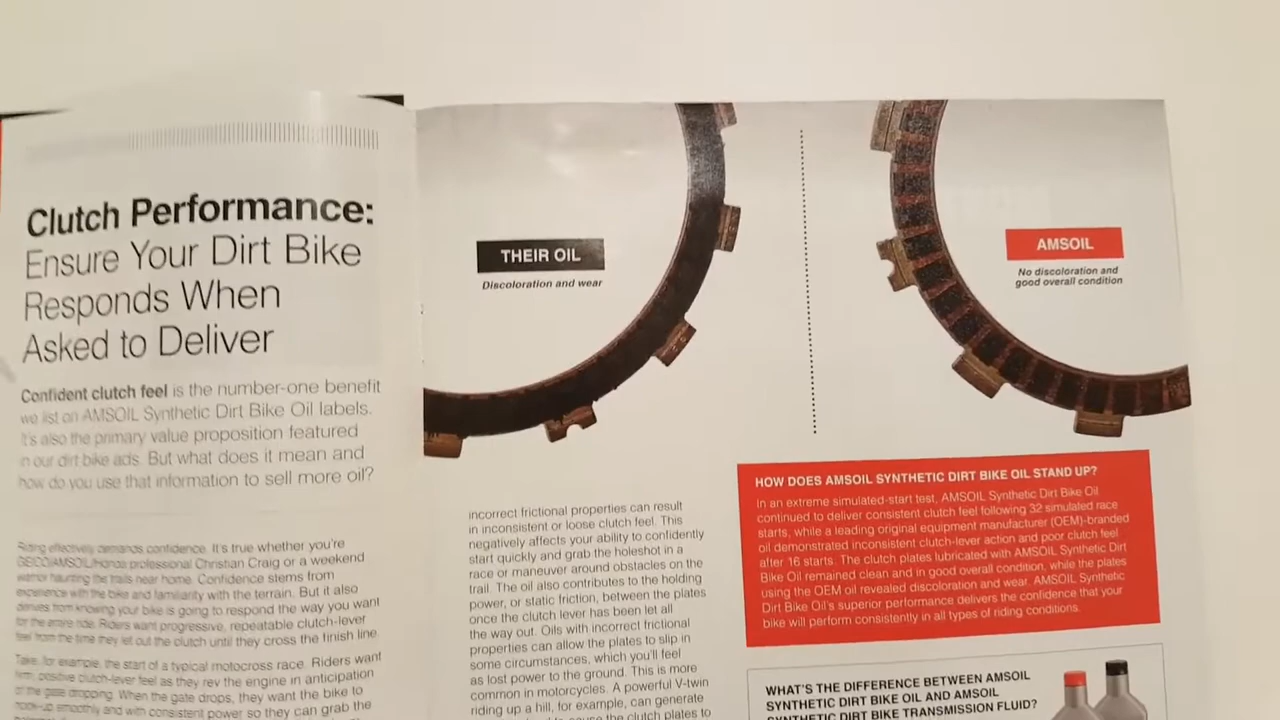 Clutch Performance:
Ensure Your Dirt Bike
Responds When
Asked to Deliver
Confident clutch feel is the number-one benefit
we list on AMSOIL Synthetic Dirt Bike Oil labels.
It's also the primary value proposition featured
in our dirt bike ads. But what does it mean and
how do you use that information to sell more oil?
Riding effectively demands confidence. It's true whether you're
GEICO/AMSOIL/Honda professional Christian Craig or a weekend
warrior haunting the trails near home. Confidence stems from
experience with the bike and familiarity with the terrain. But it also
derives from knowing your bike is going to respond the way you want
for the entire ride. Riders want progressive, repeatable clutch-lever
feel from the time they let out the clutch until they cross the finish line.
Take, for example, the start of a typical motocross race. Riders want
firm, positive clutch-lever feel as they rev the engine in anticipation
of the gate dropping. When the gate drops, they want the bike to
hook-up smoothly and with consistent power so they can grab the
THEIR OIL
Discoloration and wear
AMSOIL
No discoloration and
good overall condition
incorrect frictional properties can result
in inconsistent or loose clutch feel. This
negatively affects your ability to confidently
start quickly and grab the holeshot in a
race or maneuver around obstacles on the
trail. The oil also contributes to the holding
power, or static friction, between the plates
once the clutch lever has been let all
the way out. Oils with incorrect frictional
properties can allow the plates to slip in
some circumstances, which you'll feel
as lost power to the ground. This is more
common in motorcycles. A powerful V-twin
riding up a hill, for example, can generate
the clutch plates to
HOW DOES AMSOIL SYNTHETIC DIRT BIKE OIL STAND UP?
In an extreme simulated-start test, AMSOIL Synthetic Dirt Bike Oil
continued to deliver consistent clutch feel following 32 simulated race
starts, while a leading original equipment manufacturer (OEM)-branded
oil demonstrated inconsistent clutch-lever action and poor clutch feel
after 16 starts. The clutch plates lubricated with AMSOIL Synthetic Dirt
Bike Oil remained clean and in good overall condition, while the plates
using the OEM oil revealed discoloration and wear. AMSOIL Synthetic
Dirt Bike Oil's superior performance delivers the confidence that your
bike will perform consistently in all types of riding conditions.
WHAT'S THE DIFFERENCE BETWEEN AMSOIL
SYNTHETIC DIRT BIKE OIL AND AMSOIL
SYNTHETIC DIRT BIKE TRANSMISSION FLUID?